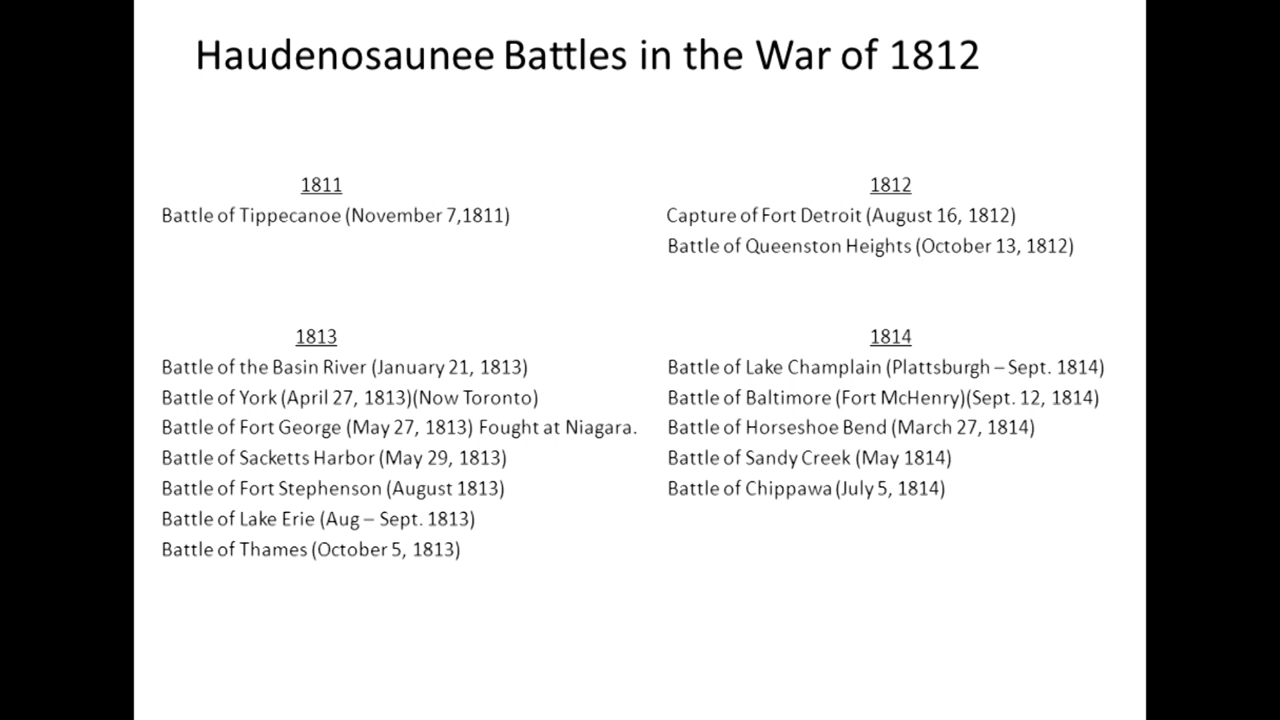 Haudenosaunee Battles in the War of 1812
1811
Battle of Tippecanoe (November 7,1811)
1812
Capture of Fort Detroit (August 16, 1812)
Battle of Queenston Heights (October 13, 1812)
1813
Battle of the Basin River (January 21, 1813)
Battle of York (April 27, 1813)(Now Toronto)
Battle of Fort George (May 27, 1813) Fought at Niagara.
Battle of Sacketts Harbor (May 29, 1813)
Battle of Fort Stephenson (August 1813)
Battle of Lake Erie (Aug – Sept. 1813)
Battle of Thames (October 5, 1813)
1814
Battle of Lake Champlain (Plattsburgh – Sept. 1814)
Battle of Baltimore (Fort McHenry)(Sept. 12, 1814)
Battle of Horseshoe Bend (March 27, 1814)
Battle of Sandy Creek (May 1814)
Battle of Chippawa (July 5, 1814)